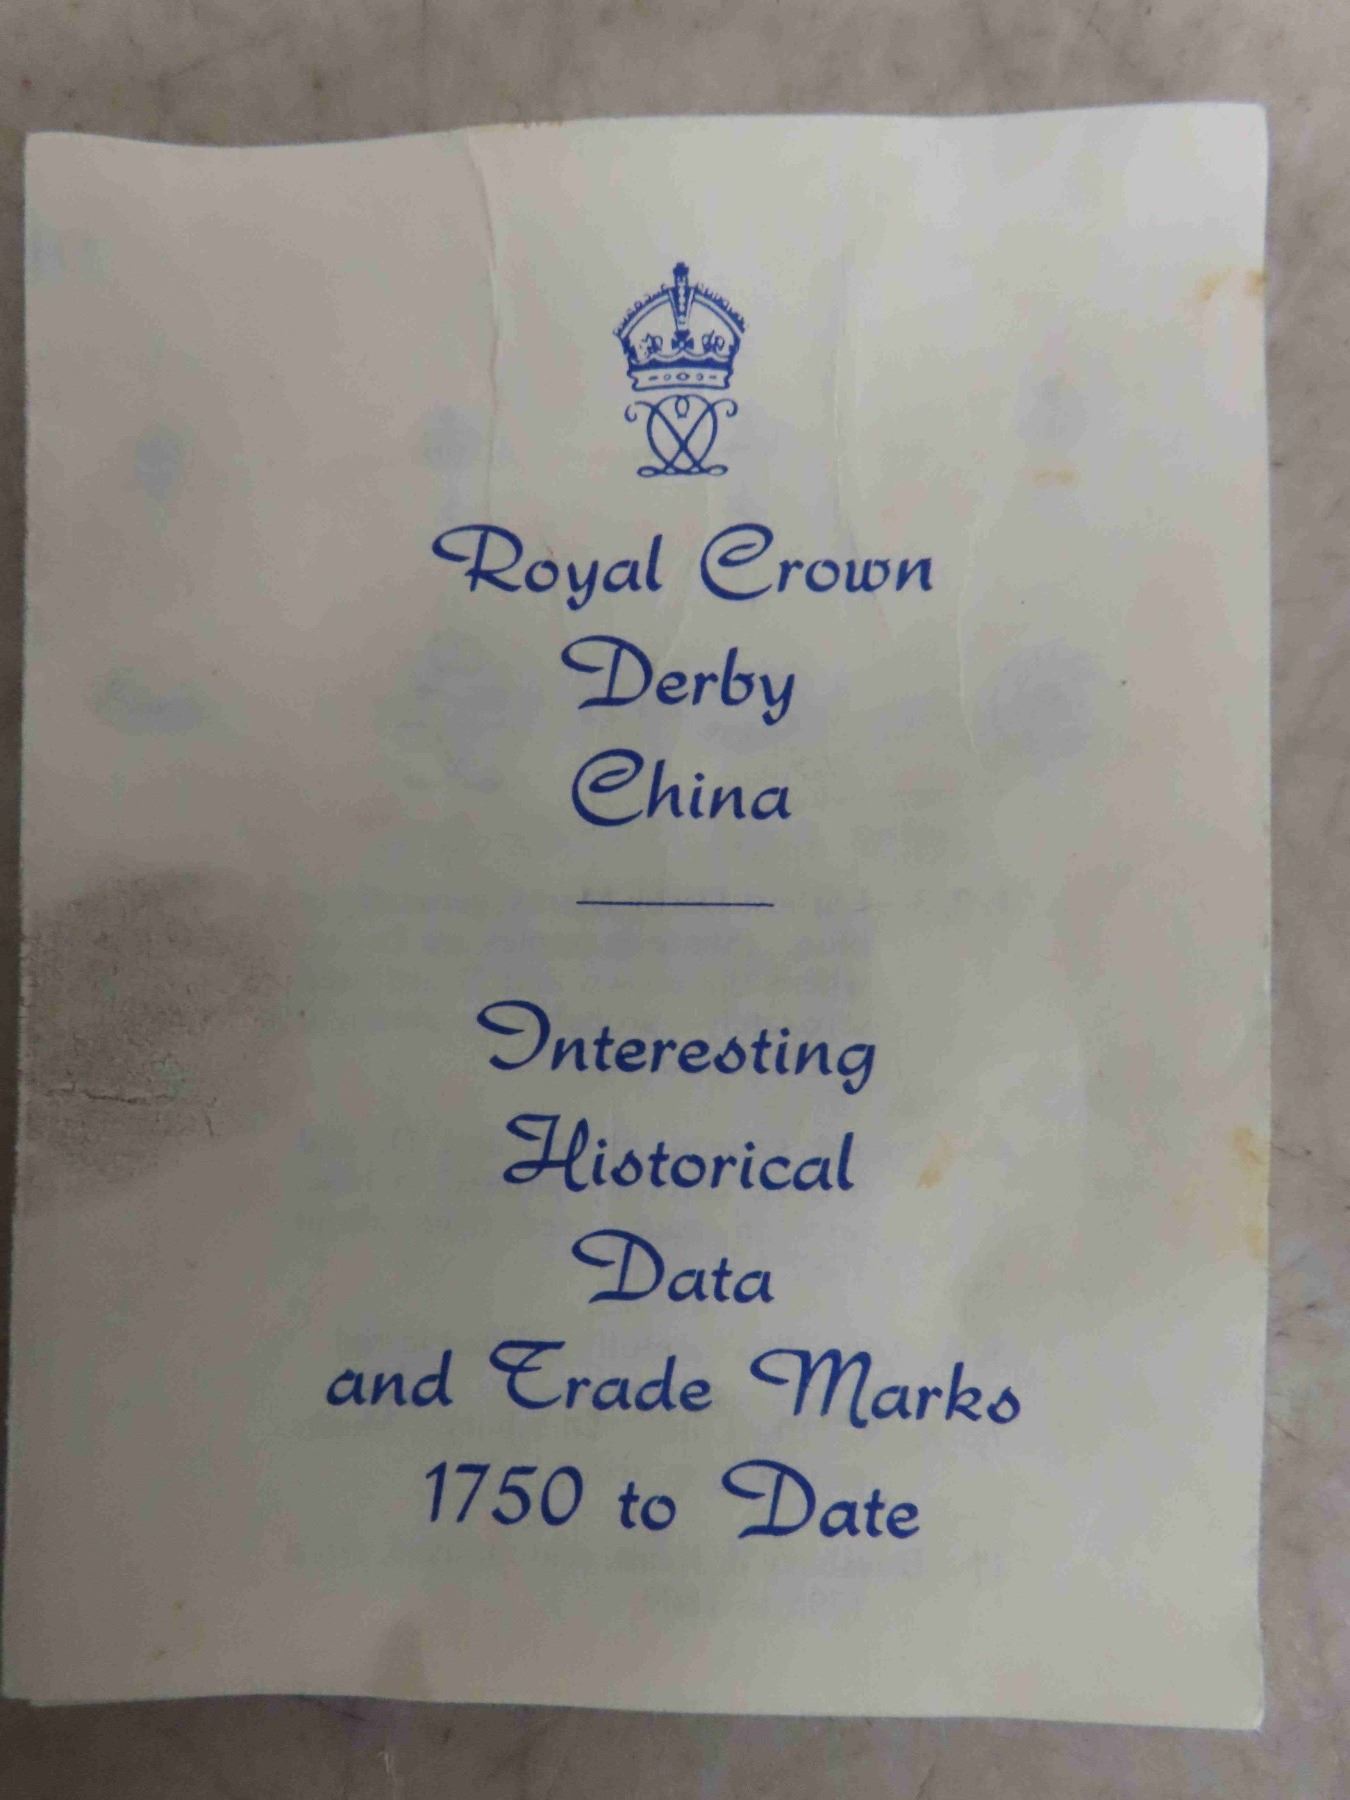 Royal Crown
Derby
China
Interesting
Historical
Data
and Trade Marks
1750 to Date